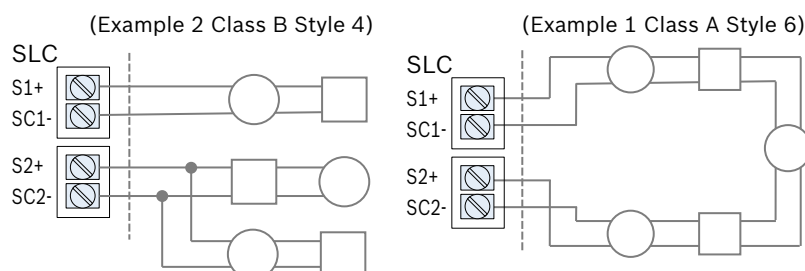 (Example 2 Class B Style 4)
SLC
S1+
SC1-
S2+
SC2-
(Example 1 Class A Style 6)
SLC
S1+
SC1-
S2+
SC2-